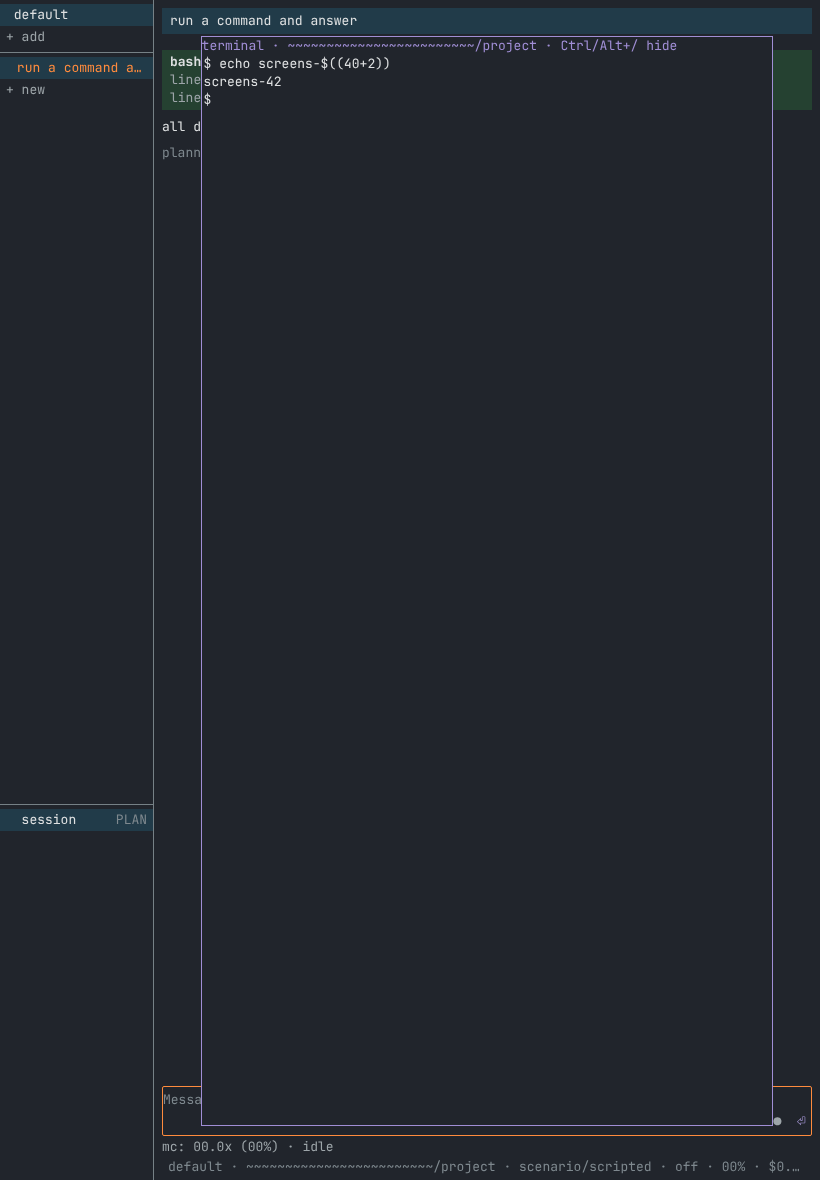 default
+ add
run a command a…
+ new
session PLAN
run a command and answer
terminal · ~~~~~~~~~~~~~~~~~~~~~~~~/project · Ctrl/Alt+/ hide
bash
$ echo screens-$((40+2))
line
screens-42
line
$
all d
plann
Messa
● ⏎
mc: 00.0x (00%) · idle
default · ~~~~~~~~~~~~~~~~~~~~~~~~/project · scenario/scripted · off · 00% · $0.…